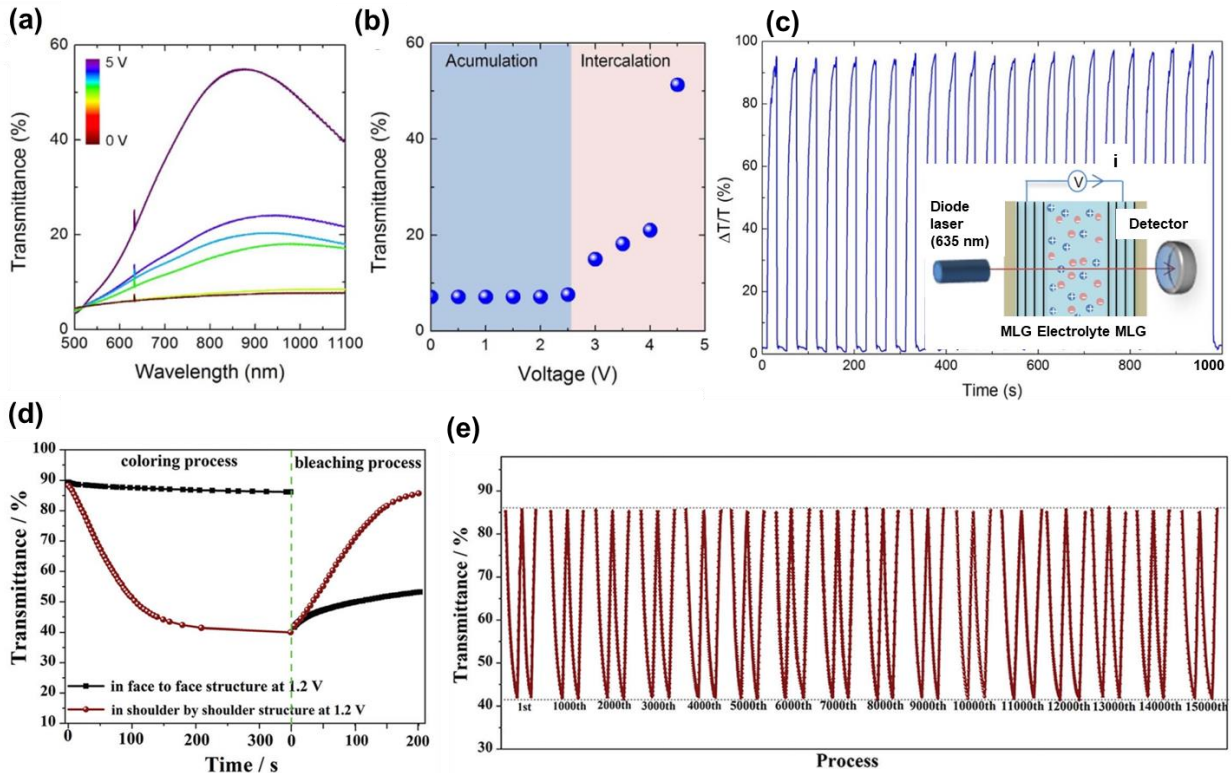 (a)
60
40
20
0
Transmittance (%)
5 V
0 V
500 600 700 800 900 1000 1100
Wavelength (nm)
(b)
60
40
20
0
Transmittance (%)
Acumulation
Intercalation
0 1 2 3 4 5
Voltage (V)
(c)
100
80
60
40
20
0
ΔT/T (%)
i
V
Diode
laser
(635 nm)
Detector
MLG Electrolyte MLG
0 200 400 600 800 1000
Time (s)
(d)
100
90
80
70
60
50
40
30
20
10
Transmittance / %
coloring process
bleaching process
in face to face structure at 1.2 V
in shoulder by shoulder structure at 1.2 V
0 100 200 300 0 100 200
Time / s
(e)
90
80
70
60
50
40
30
Transmittance / %
1st 1000th 2000th 3000th 4000th 5000th 6000th 7000th 8000th 9000th 10000th 11000th 12000th 13000th 14000th 15000th
Process